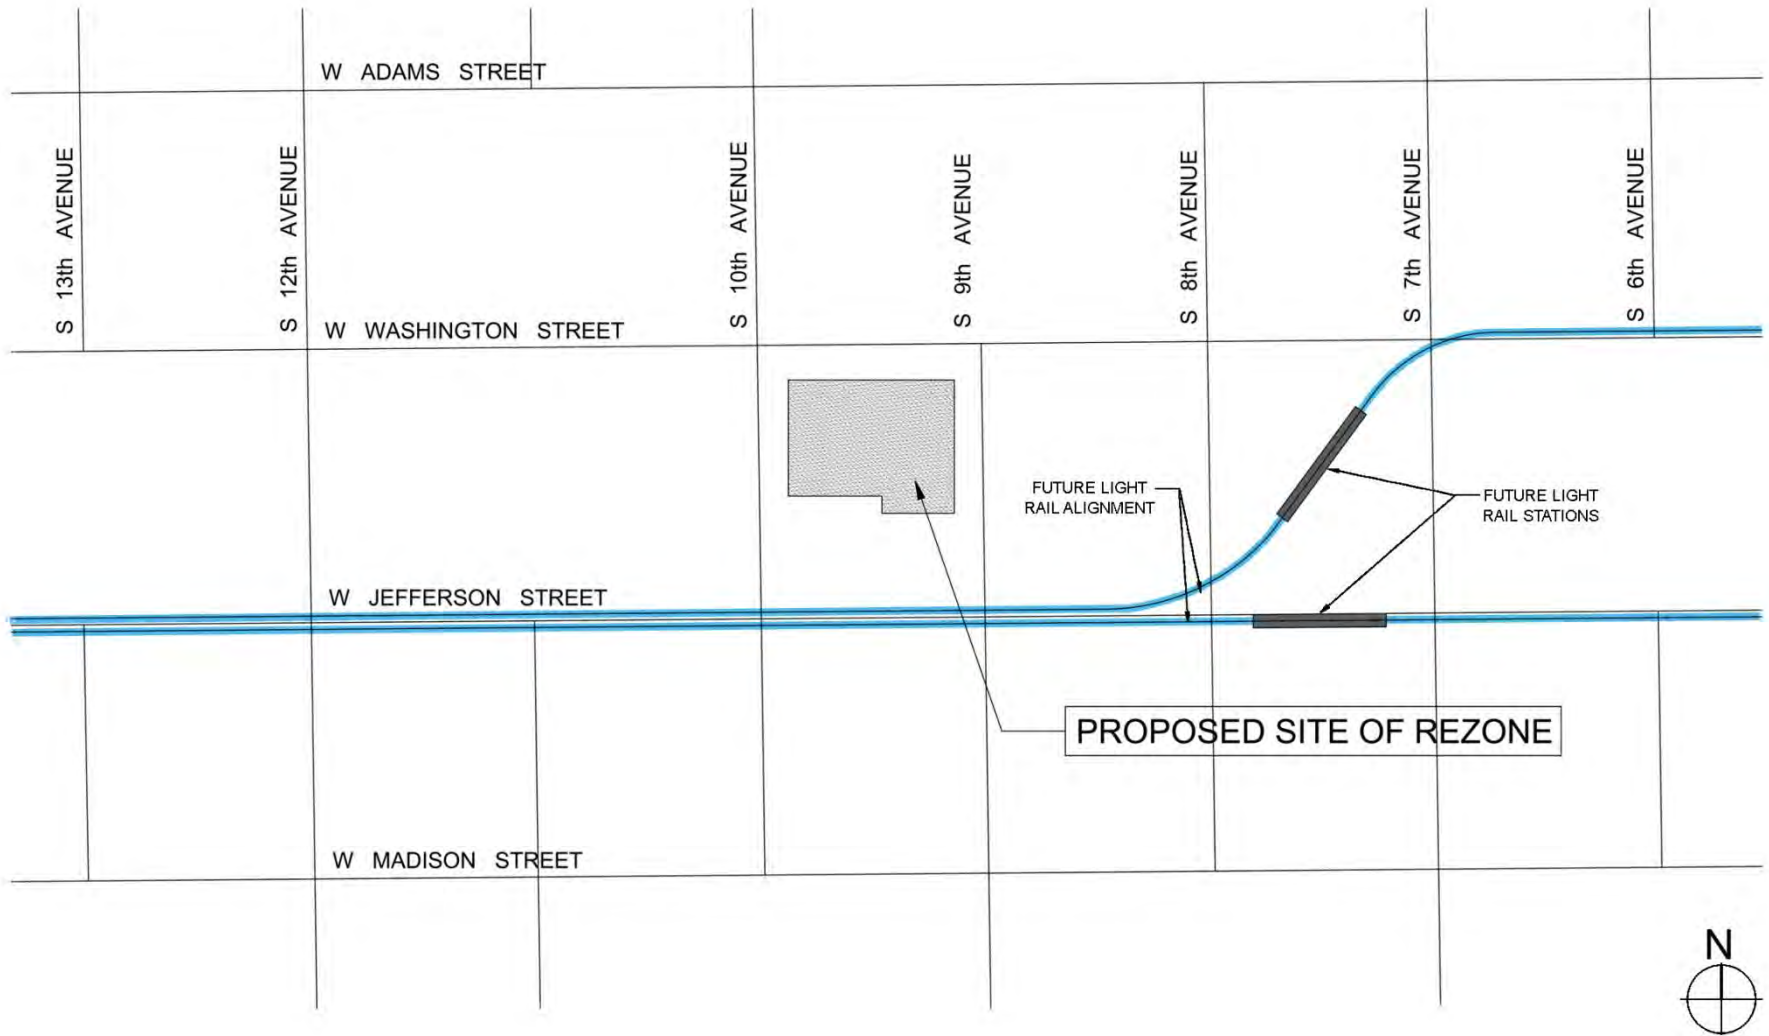 W ADAMS STREET
S 13th AVENUE
S 12th AVENUE
S 10th AVENUE
S 9th AVENUE
S 8th AVENUE
S 7th AVENUE
S 6th AVENUE
W WASHINGTON STREET
FUTURE LIGHT
RAIL ALIGNMENT
FUTURE LIGHT
RAIL STATIONS
W JEFFERSON STREET
PROPOSED SITE OF REZONE
W MADISON STREET
N